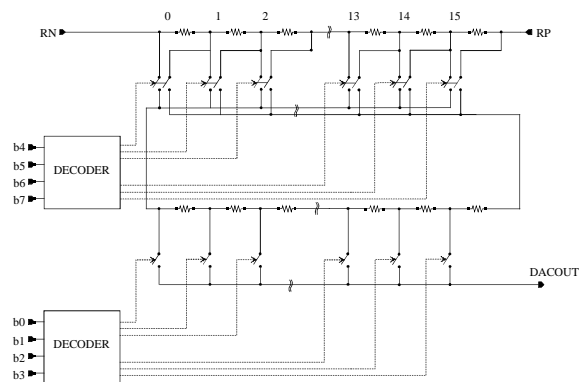 0 1 2 13 14 15
RN RP
b4
b5
b6
b7
DECODER
DACOUT
b0
b1
b2
b3
DECODER